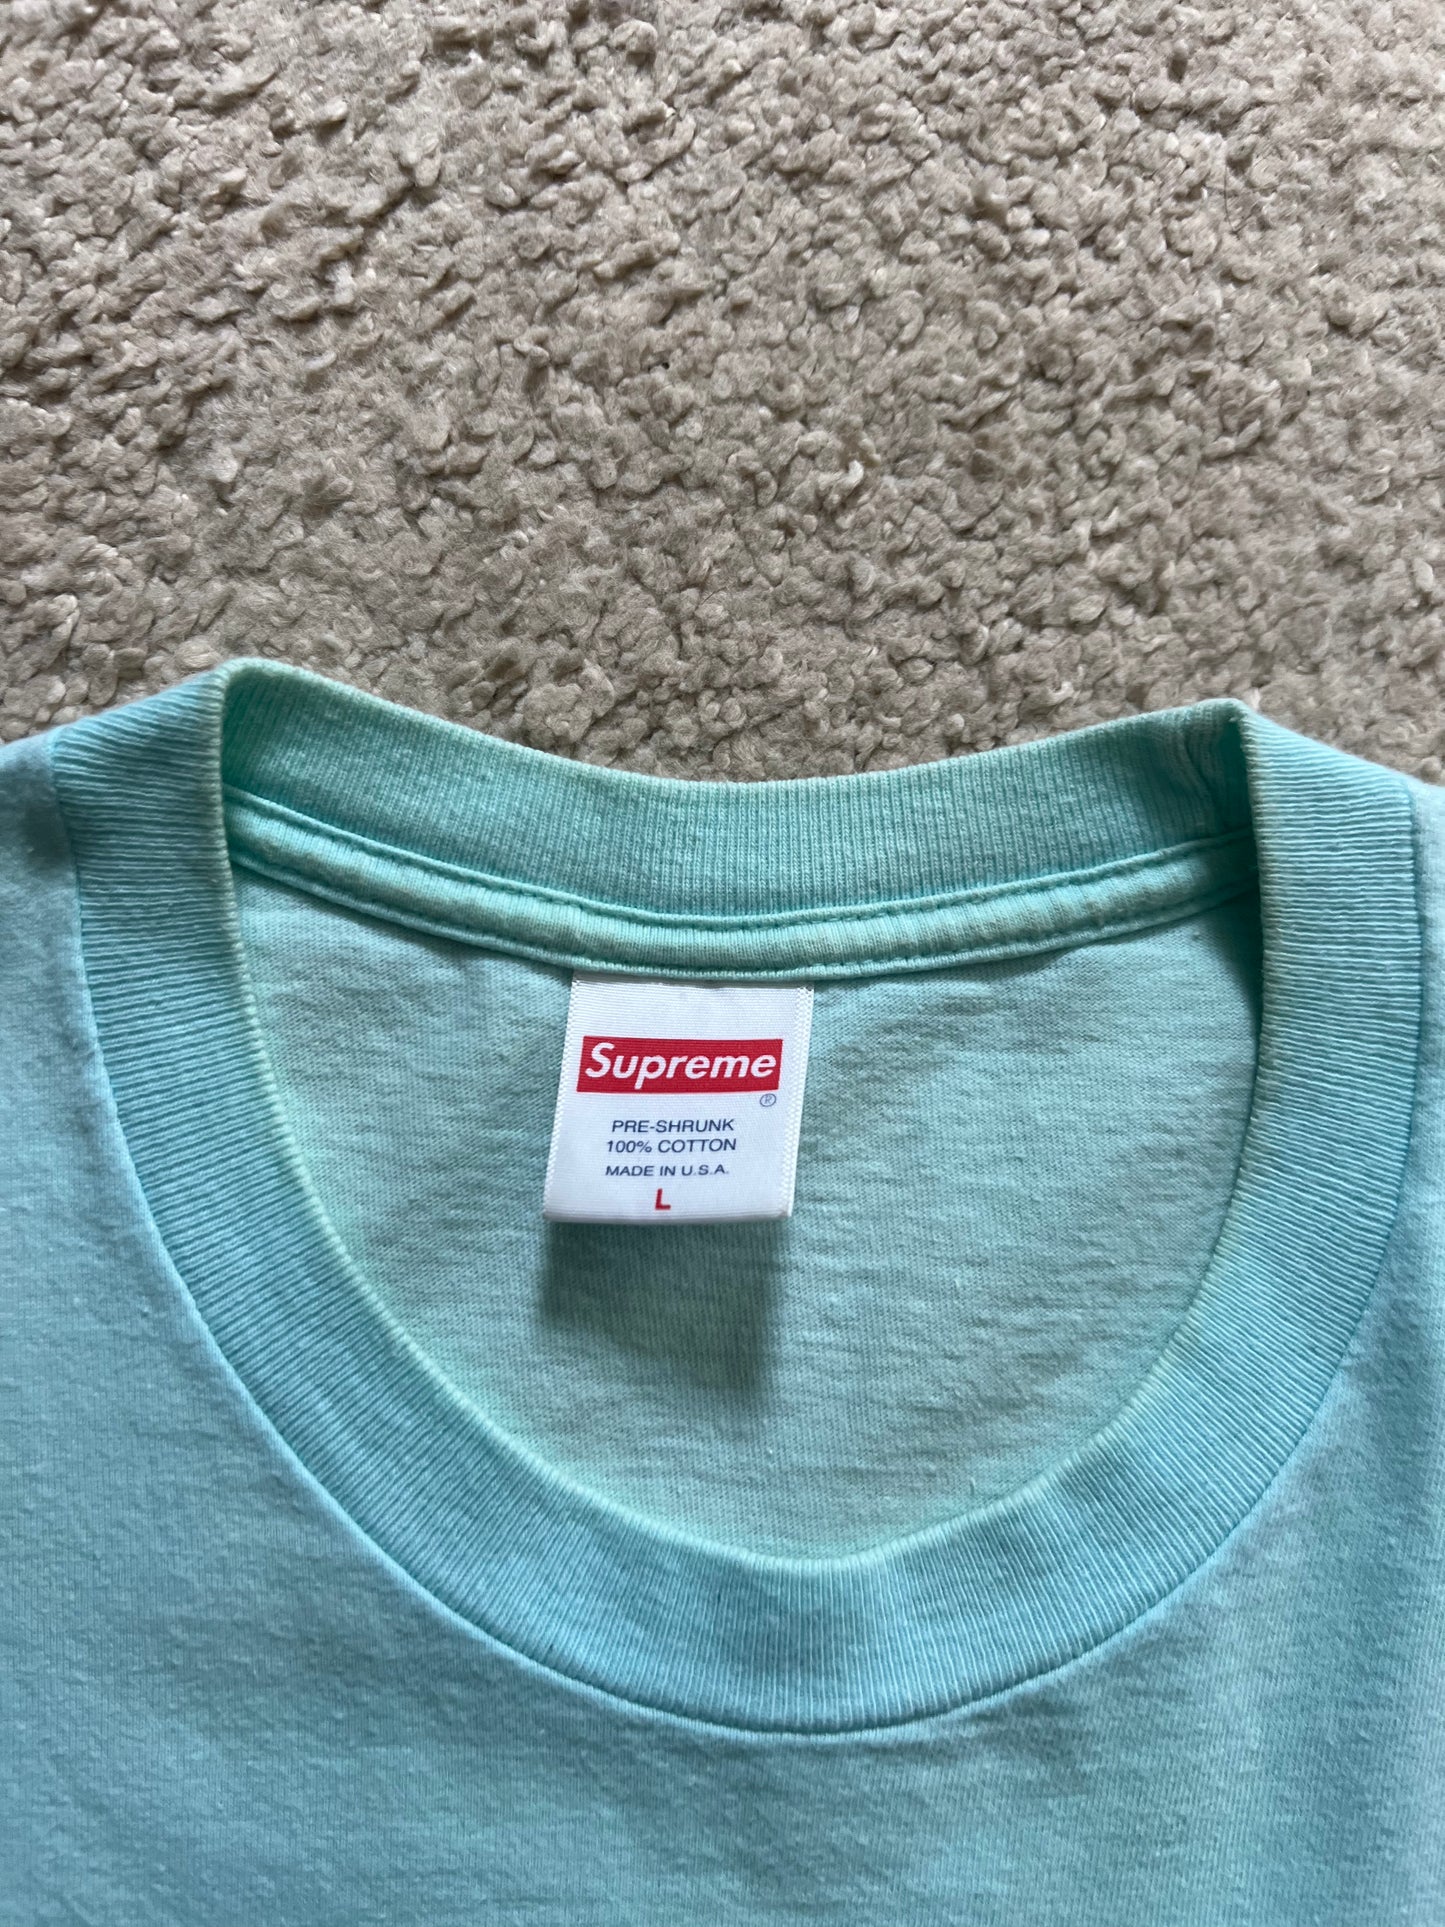 Supreme
®
PRE-SHRUNK
100% COTTON
MADE IN U.S.A.
L